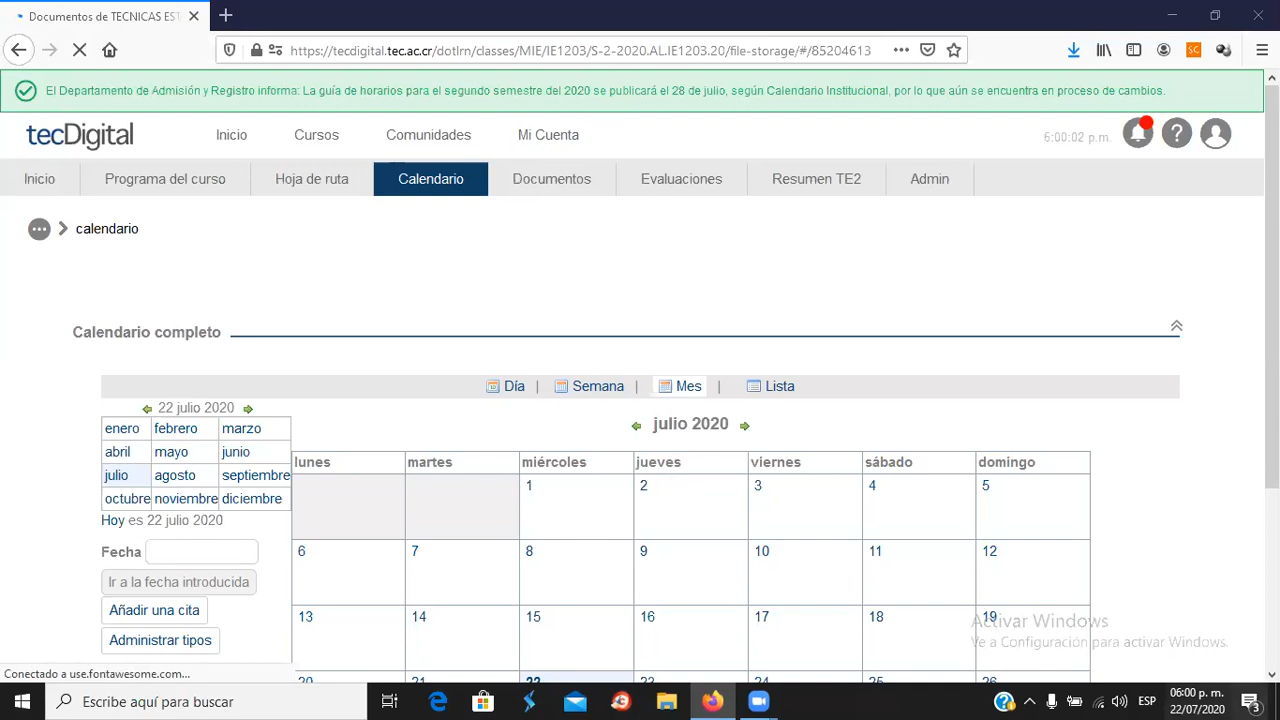 Documentos de TECNICAS EST
https://tecdigital.tec.ac.cr/dotlrn/classes/MIE/IE1203/S-2-2020.AL.IE1203.20/file-storage/#/85204613
El Departamento de Admisión y Registro informa: La guía de horarios para el segundo semestre del 2020 se publicará el 28 de julio, según Calendario Institucional, por lo que aún se encuentra en proceso de cambios.
tecDigital Inicio Cursos Comunidades Mi Cuenta 6:00:02 p.m.
Inicio Programa del curso Hoja de ruta Calendario Documentos Evaluaciones Resumen TE2 Admin
calendario
Calendario completo
Día | Semana | Mes | Lista
22 julio 2020
julio 2020
enero febrero marzo
abril mayo junio
julio agosto septiembre
octubre noviembre diciembre
Hoy es 22 julio 2020
Fecha
Ir a la fecha introducida
Añadir una cita
Administrar tipos
lunes martes miércoles jueves viernes sábado domingo
1 2 3 4 5
6 7 8 9 10 11 12
13 14 15 16 17 18 19
20 21 22 23 24 25 26
Activar Windows
Ve a Configuración para activar Windows.
Conectado a use.fontawesome.com...
Escribe aquí para buscar
ESP
06:00 p. m.
22/07/2020
3